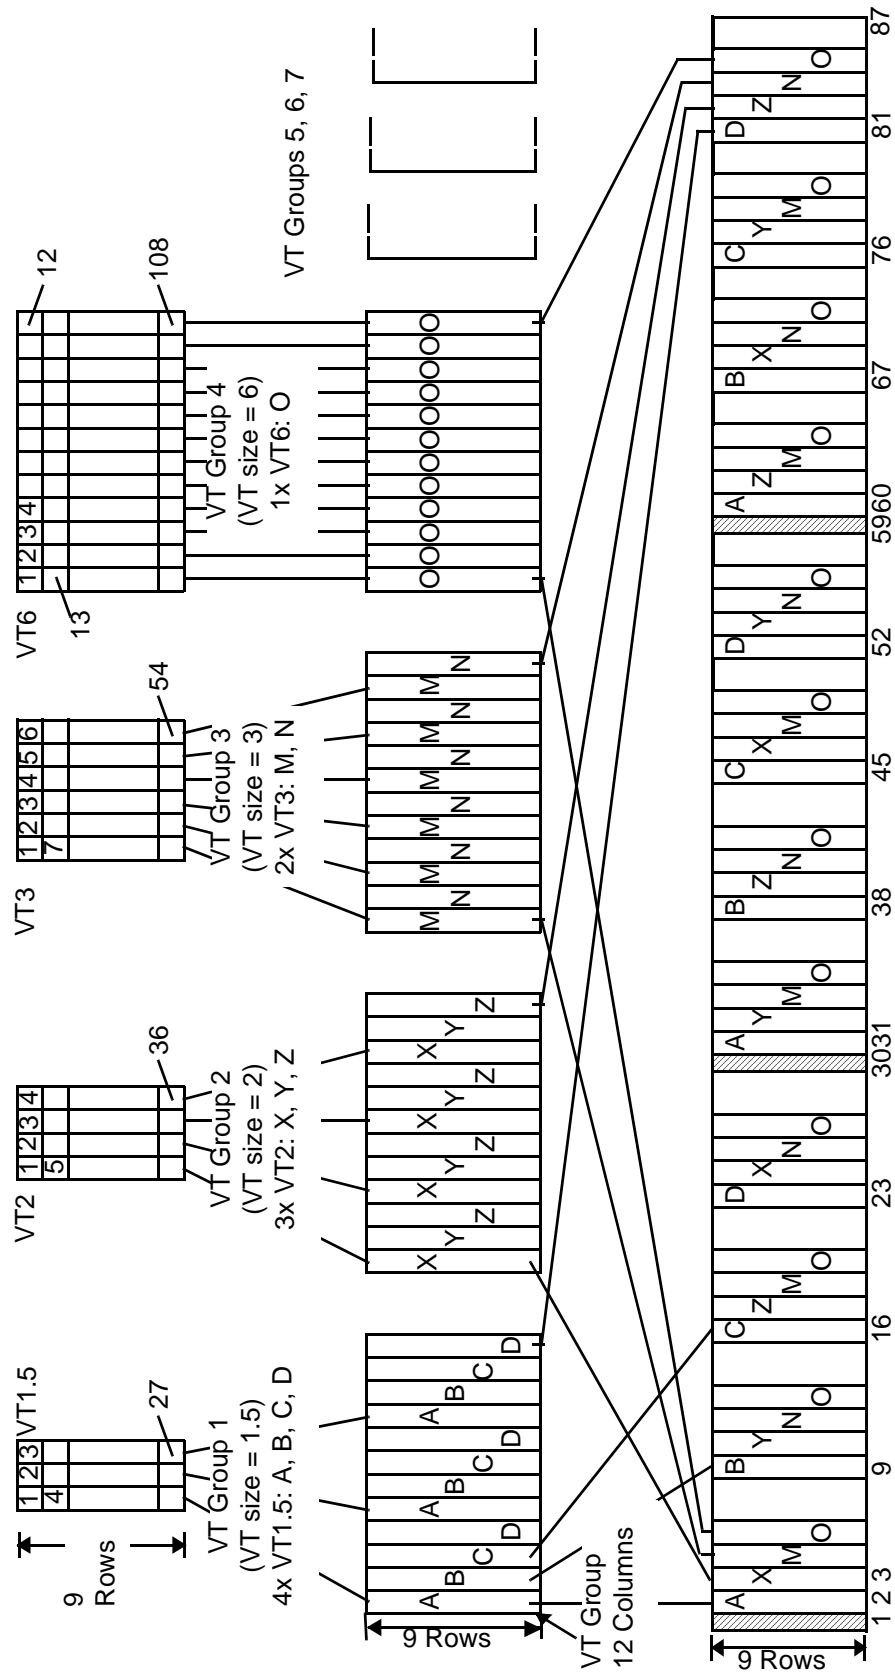 VT1.5
1 2 3
4
27
9
Rows
VT Group 1
(VT size = 1.5)
4x VT1.5: A, B, C, D
VT2
1 2 3 4
5
36
VT Group 2
(VT size = 2)
3x VT2: X, Y, Z
VT3
1 2 3 4 5 6
7
54
VT Group 3
(VT size = 3)
2x VT3: M, N
VT6
1 2 3 4
12
13
108
VT Group 4
(VT size = 6)
1x VT6: O
VT Groups 5, 6, 7
9 Rows
A B C D A B C D A B C D
X Y Z X Y Z X Y Z X Y Z
M N M N M N M N M N M N
O O O O O O O O O O O O
VT Group
12 Columns
9 Rows
A X M O B Y N O C Z M O D X N O A Y M O B Z N O C X M O D Y N O A Z M O B X N O C Y M O D Z N O
1 2 3 9 16 23 30 31 38 45 52 59 60 67 76 81 87